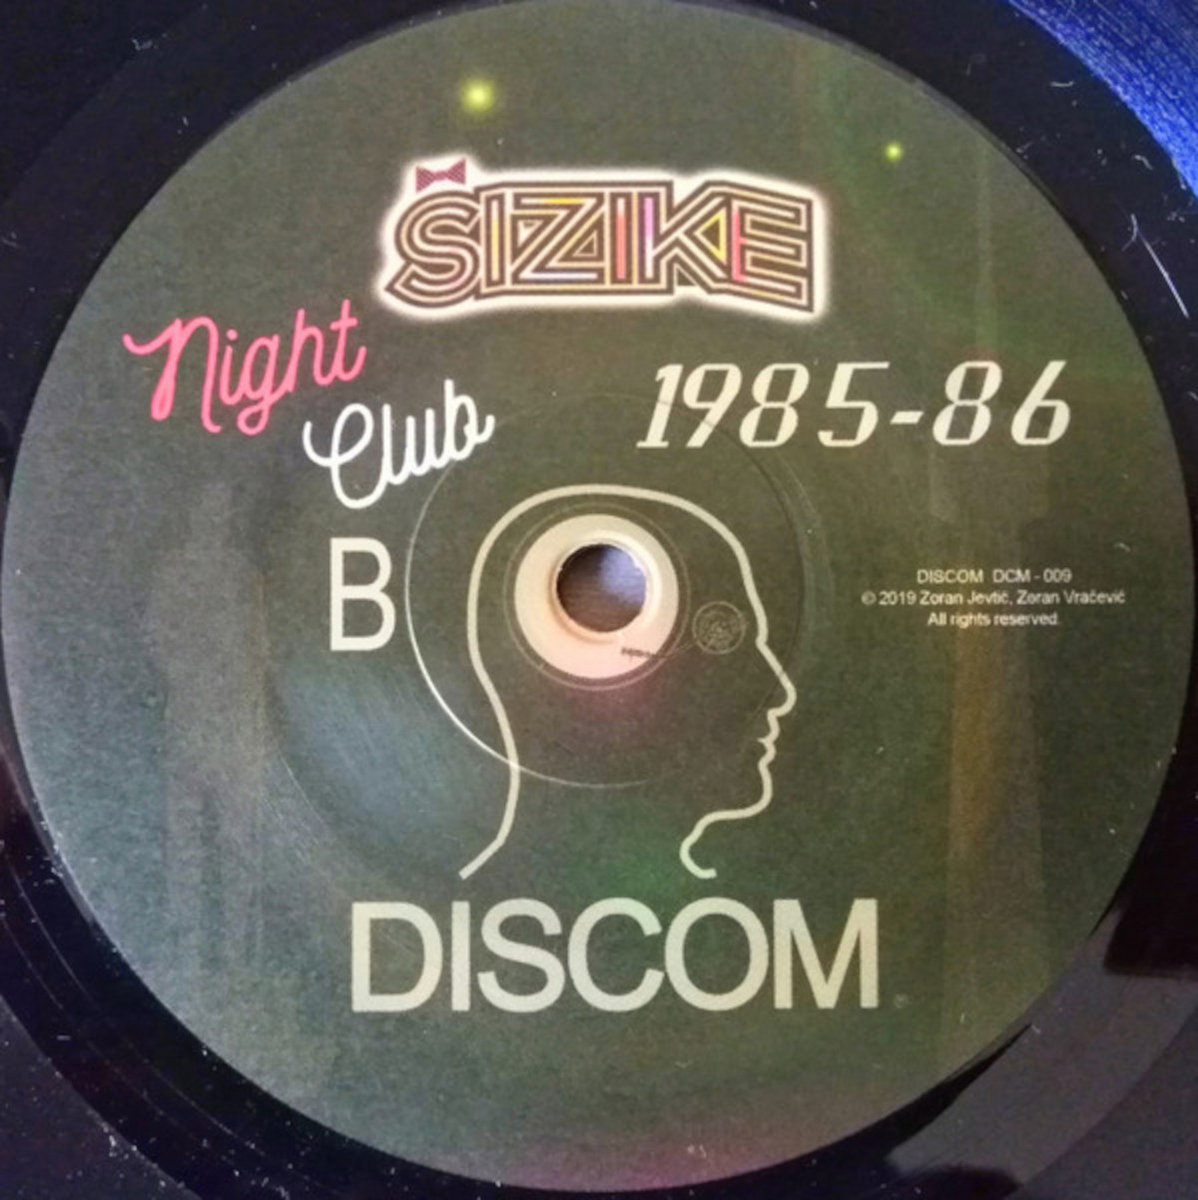 ŠIZIKE
Night
Club
1985-86
B
DISCOM DCM - 009
© 2019 Zoran Jevtić, Zoran Vračević
All rights reserved.
DISCOM